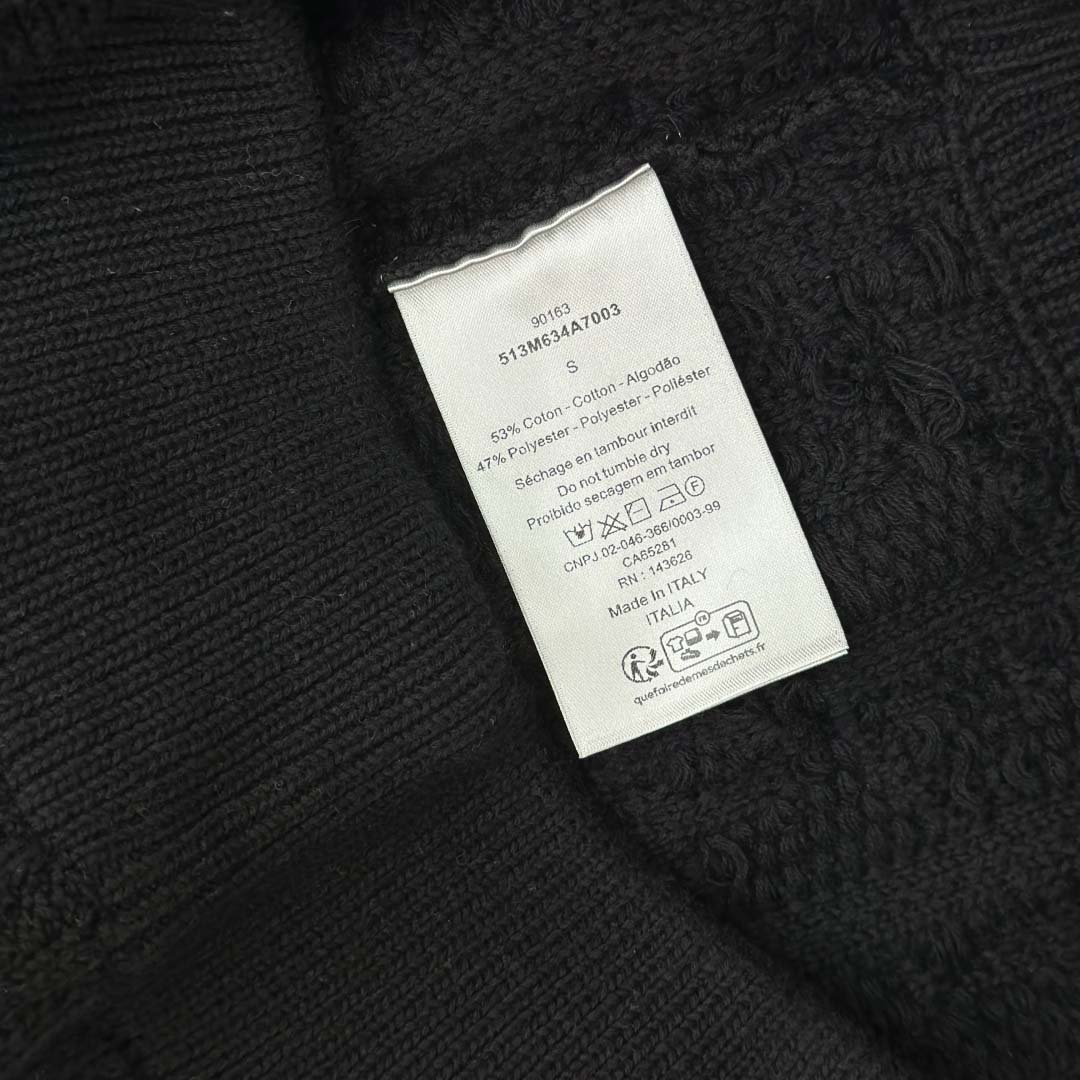 90163
513M634A7003
S
53% Coton - Cotton - Algodão
47% Polyester - Polyester - Poliéster
Séchage en tambour interdit
Do not tumble dry
Proibido secagem em tambor
F
CNPJ.02-046-366/0003-99
CA65281
RN : 143626
Made In ITALY
ITALIA
FR
quefairedemesdechets.fr